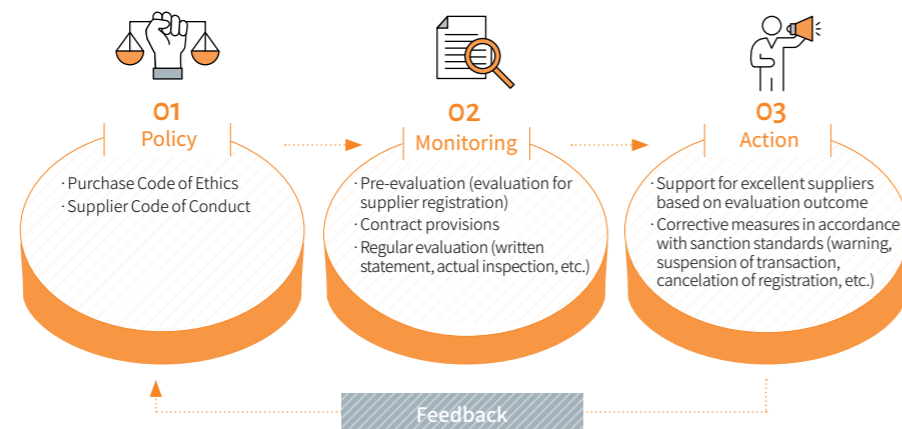 01
Policy
· Purchase Code of Ethics
· Supplier Code of Conduct
02
Monitoring
· Pre-evaluation (evaluation for
supplier registration)
· Contract provisions
· Regular evaluation (written
statement, actual inspection, etc.)
03
Action
· Support for excellent suppliers
based on evaluation outcome
· Corrective measures in accordance
with sanction standards (warning,
suspension of transaction,
cancelation of registration, etc.)
Feedback